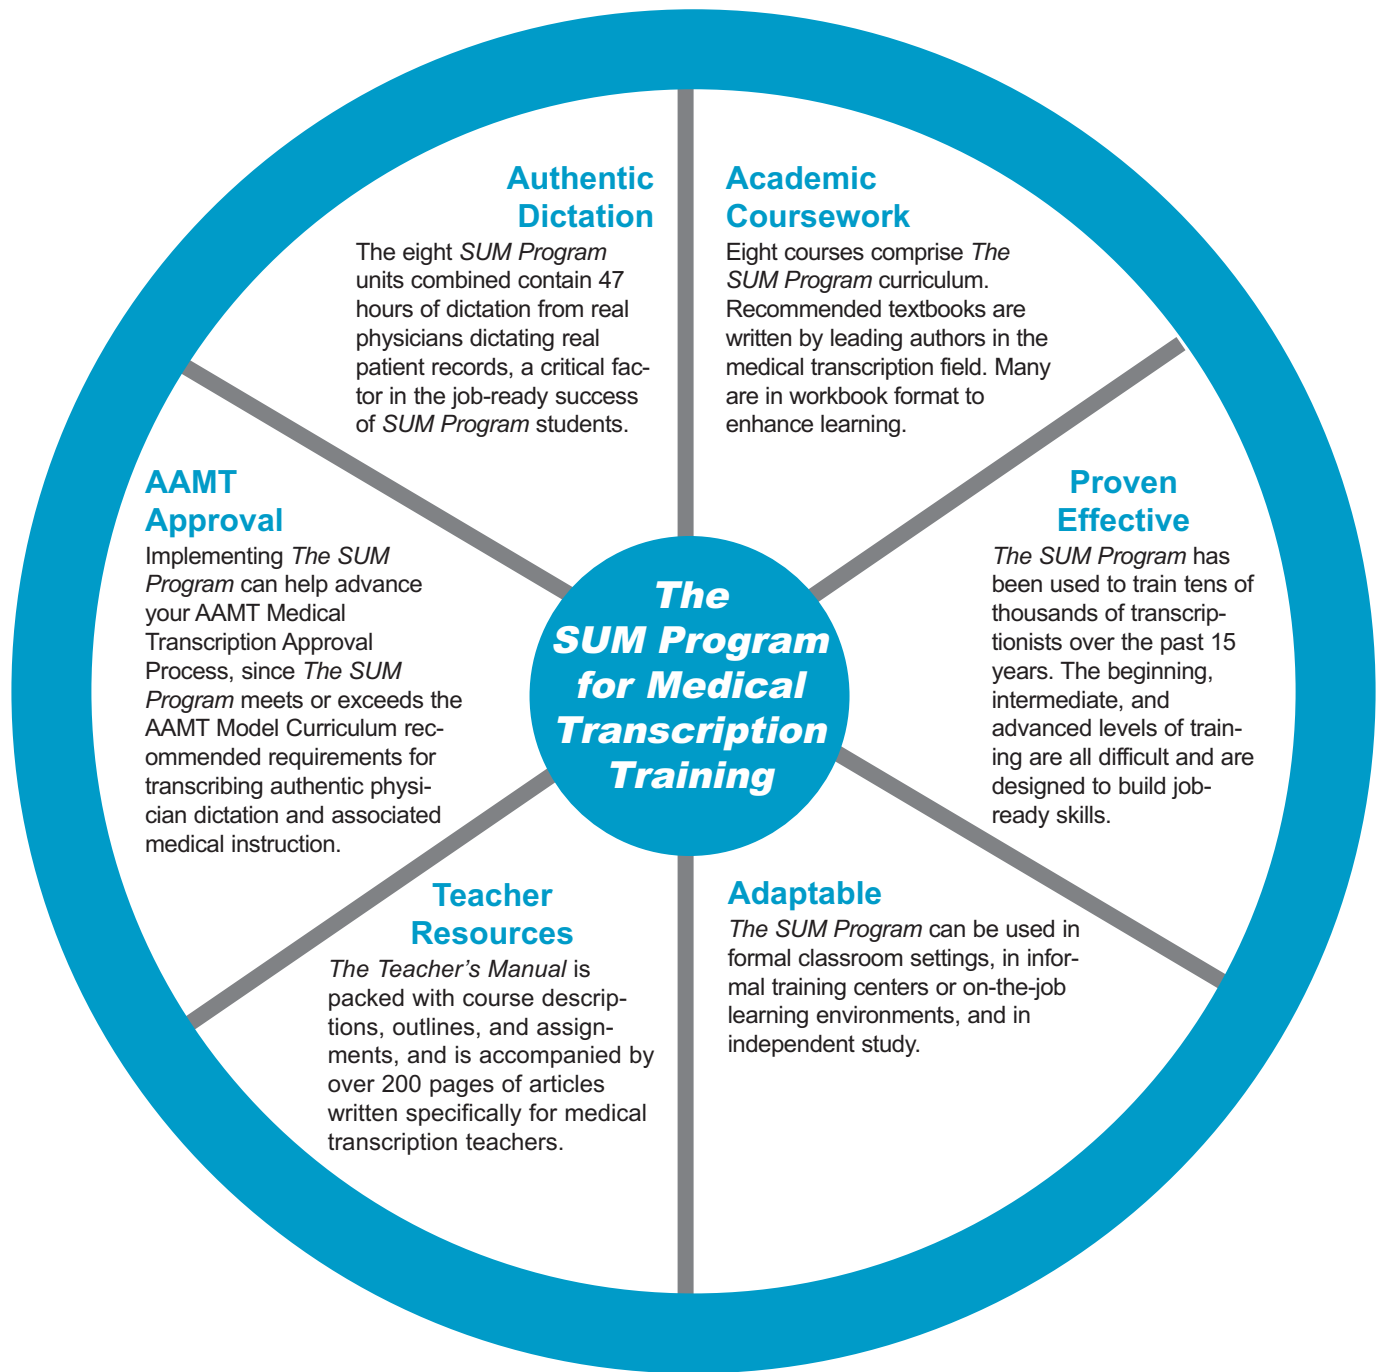 Authentic
Dictation
The eight SUM Program
units combined contain 47
hours of dictation from real
physicians dictating real
patient records, a critical fac-
tor in the job-ready success
of SUM Program students.
Academic
Coursework
Eight courses comprise The
SUM Program curriculum.
Recommended textbooks are
written by leading authors in the
medical transcription field. Many
are in workbook format to
enhance learning.
AAMT
Approval
Implementing The SUM
Program can help advance
your AAMT Medical
Transcription Approval
Process, since The SUM
Program meets or exceeds the
AAMT Model Curriculum rec-
ommended requirements for
transcribing authentic physi-
cian dictation and associated
medical instruction.
The
SUM Program
for Medical
Transcription
Training
Proven
Effective
The SUM Program has
been used to train tens of
thousands of transcrip-
tionists over the past 15
years. The beginning,
intermediate, and
advanced levels of train-
ing are all difficult and are
designed to build job-
ready skills.
Teacher
Resources
The Teacher’s Manual is
packed with course descrip-
tions, outlines, and assign-
ments, and is accompanied by
over 200 pages of articles
written specifically for medical
transcription teachers.
Adaptable
The SUM Program can be used in
formal classroom settings, in infor-
mal training centers or on-the-job
learning environments, and in
independent study.